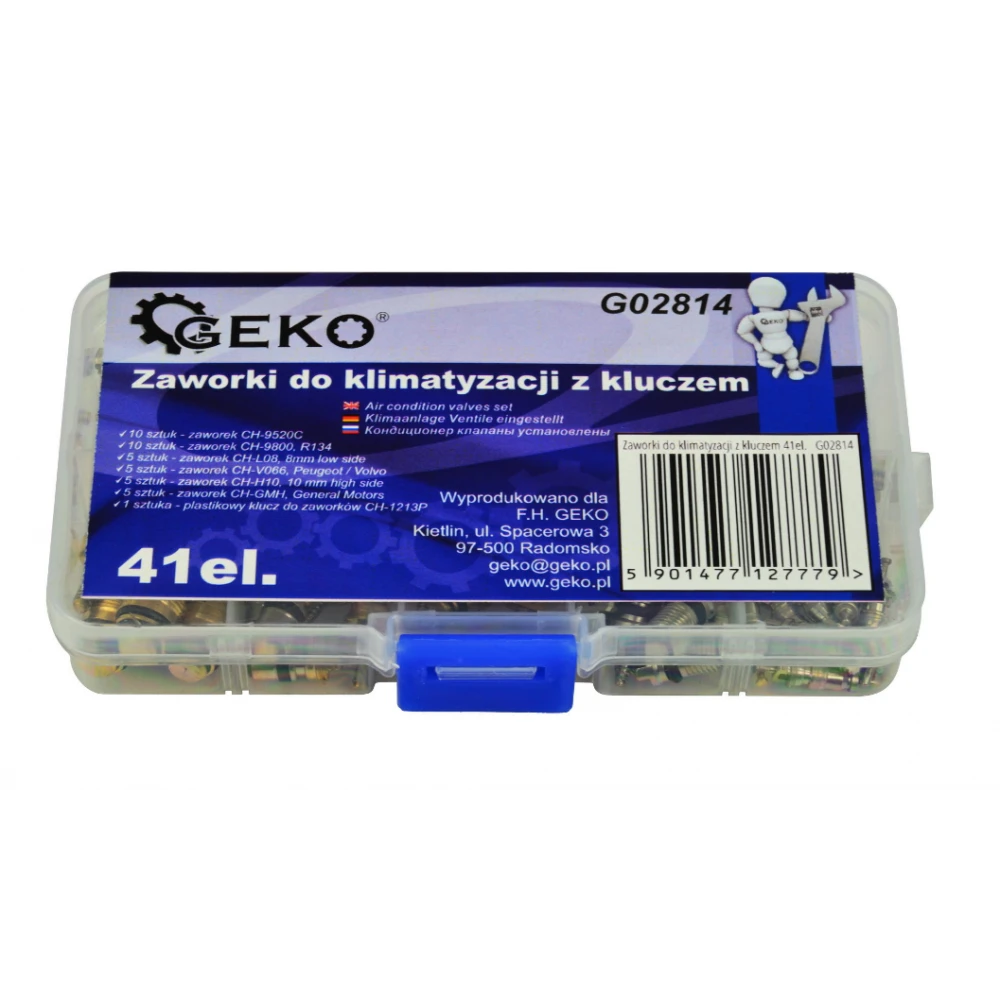 GEKO®
G02814
GEKO
Zaworki do klimatyzacji z kluczem
Air condition valves set
Klimaanlage Ventile eingestellt
Кондиционер клапаны установлены
✓10 sztuk - zaworek CH-9520C
✓10 sztuk - zaworek CH-9800, R134
✓5 sztuk - zaworek CH-L08, 8mm low side
✓5 sztuk - zaworek CH-V066, Peugeot / Volvo
✓5 sztuk - zaworek CH-H10, 10 mm high side
✓5 sztuk - zaworek CH-GMH, General Motors
✓1 sztuka - plastikowy klucz do zaworków CH-1213P
41el.
Wyprodukowano dla
F.H. GEKO
Kietlin, ul. Spacerowa 3
97-500 Radomsko
geko@geko.pl
www.geko.pl
Zaworki do klimatyzacji z kluczem 41el. G02814
5 901477 127779 >